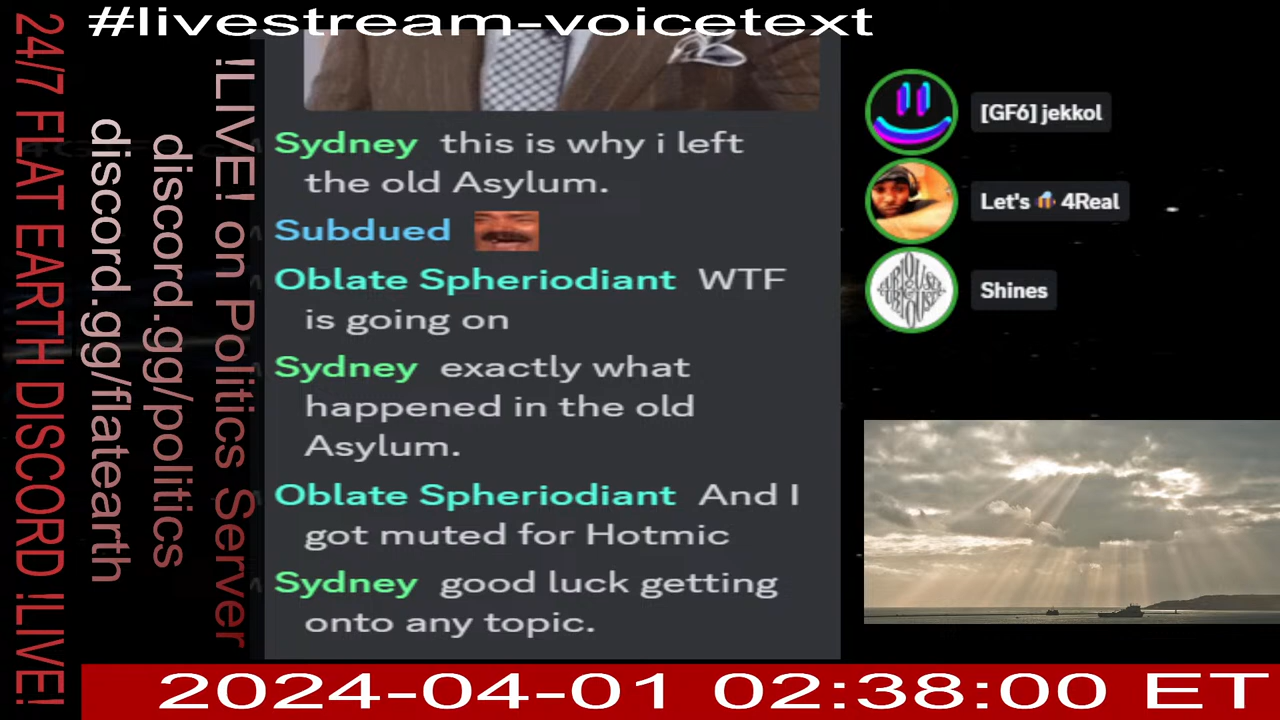 #livestream-voicetext
24/7 FLAT EARTH DISCORD !LIVE!
discord.gg/flatearth
discord.gg/politics
!LIVE! on Politics Server
Sydney this is why i left
the old Asylum.
Subdued
Oblate Spheriodiant WTF
is going on
Sydney exactly what
happened in the old
Asylum.
Oblate Spheriodiant And I
got muted for Hotmic
Sydney good luck getting
onto any topic.
[GF6] jekkol
Let's 🍻 4Real
Shines
2024-04-01 02:38:00 ET